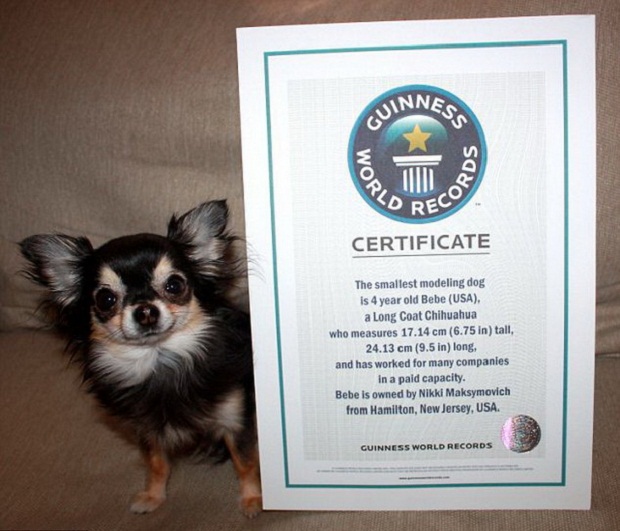 GUINNESS
WORLD RECORDS
™
CERTIFICATE
The smallest modeling dog
is 4 year old Bebe (USA),
a Long Coat Chihuahua
who measures 17.14 cm (6.75 in) tall,
24.13 cm (9.5 in) long,
and has worked for many companies
in a paid capacity.
Bebe is owned by Nikki Maksymovich
from Hamilton, New Jersey, USA.
GUINNESS WORLD RECORDS